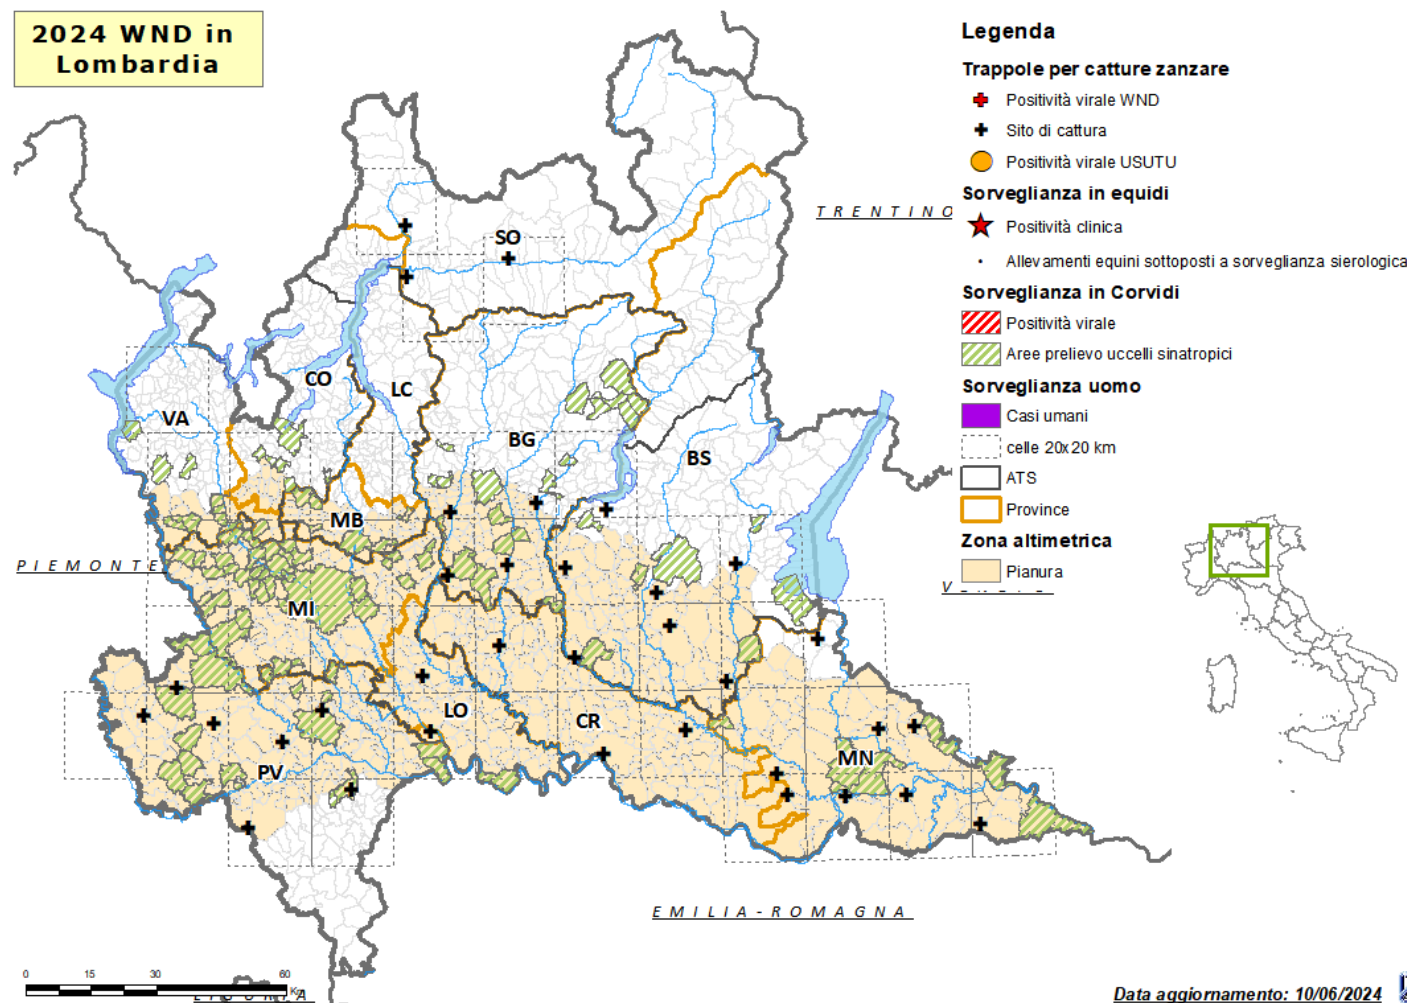 2024 WND in
Lombardia
Legenda
Trappole per catture zanzare
Positività virale WND
Sito di cattura
Positività virale USUTU
Sorveglianza in equidi
Positività clinica
Allevamenti equini sottoposti a sorveglianza sierologica
Sorveglianza in Corvidi
Positività virale
Aree prelievo uccelli sinatropici
Sorveglianza uomo
Casi umani
celle 20x20 km
ATS
Province
Zona altimetrica
Pianura
TRENTINO
SO
CO
LC
VA
BG
BS
MB
PIEMONTE
MI
LO
CR
MN
PV
EMILIA-ROMAGNA
0 15 30 60
Km
Data aggiornamento: 10/06/2024